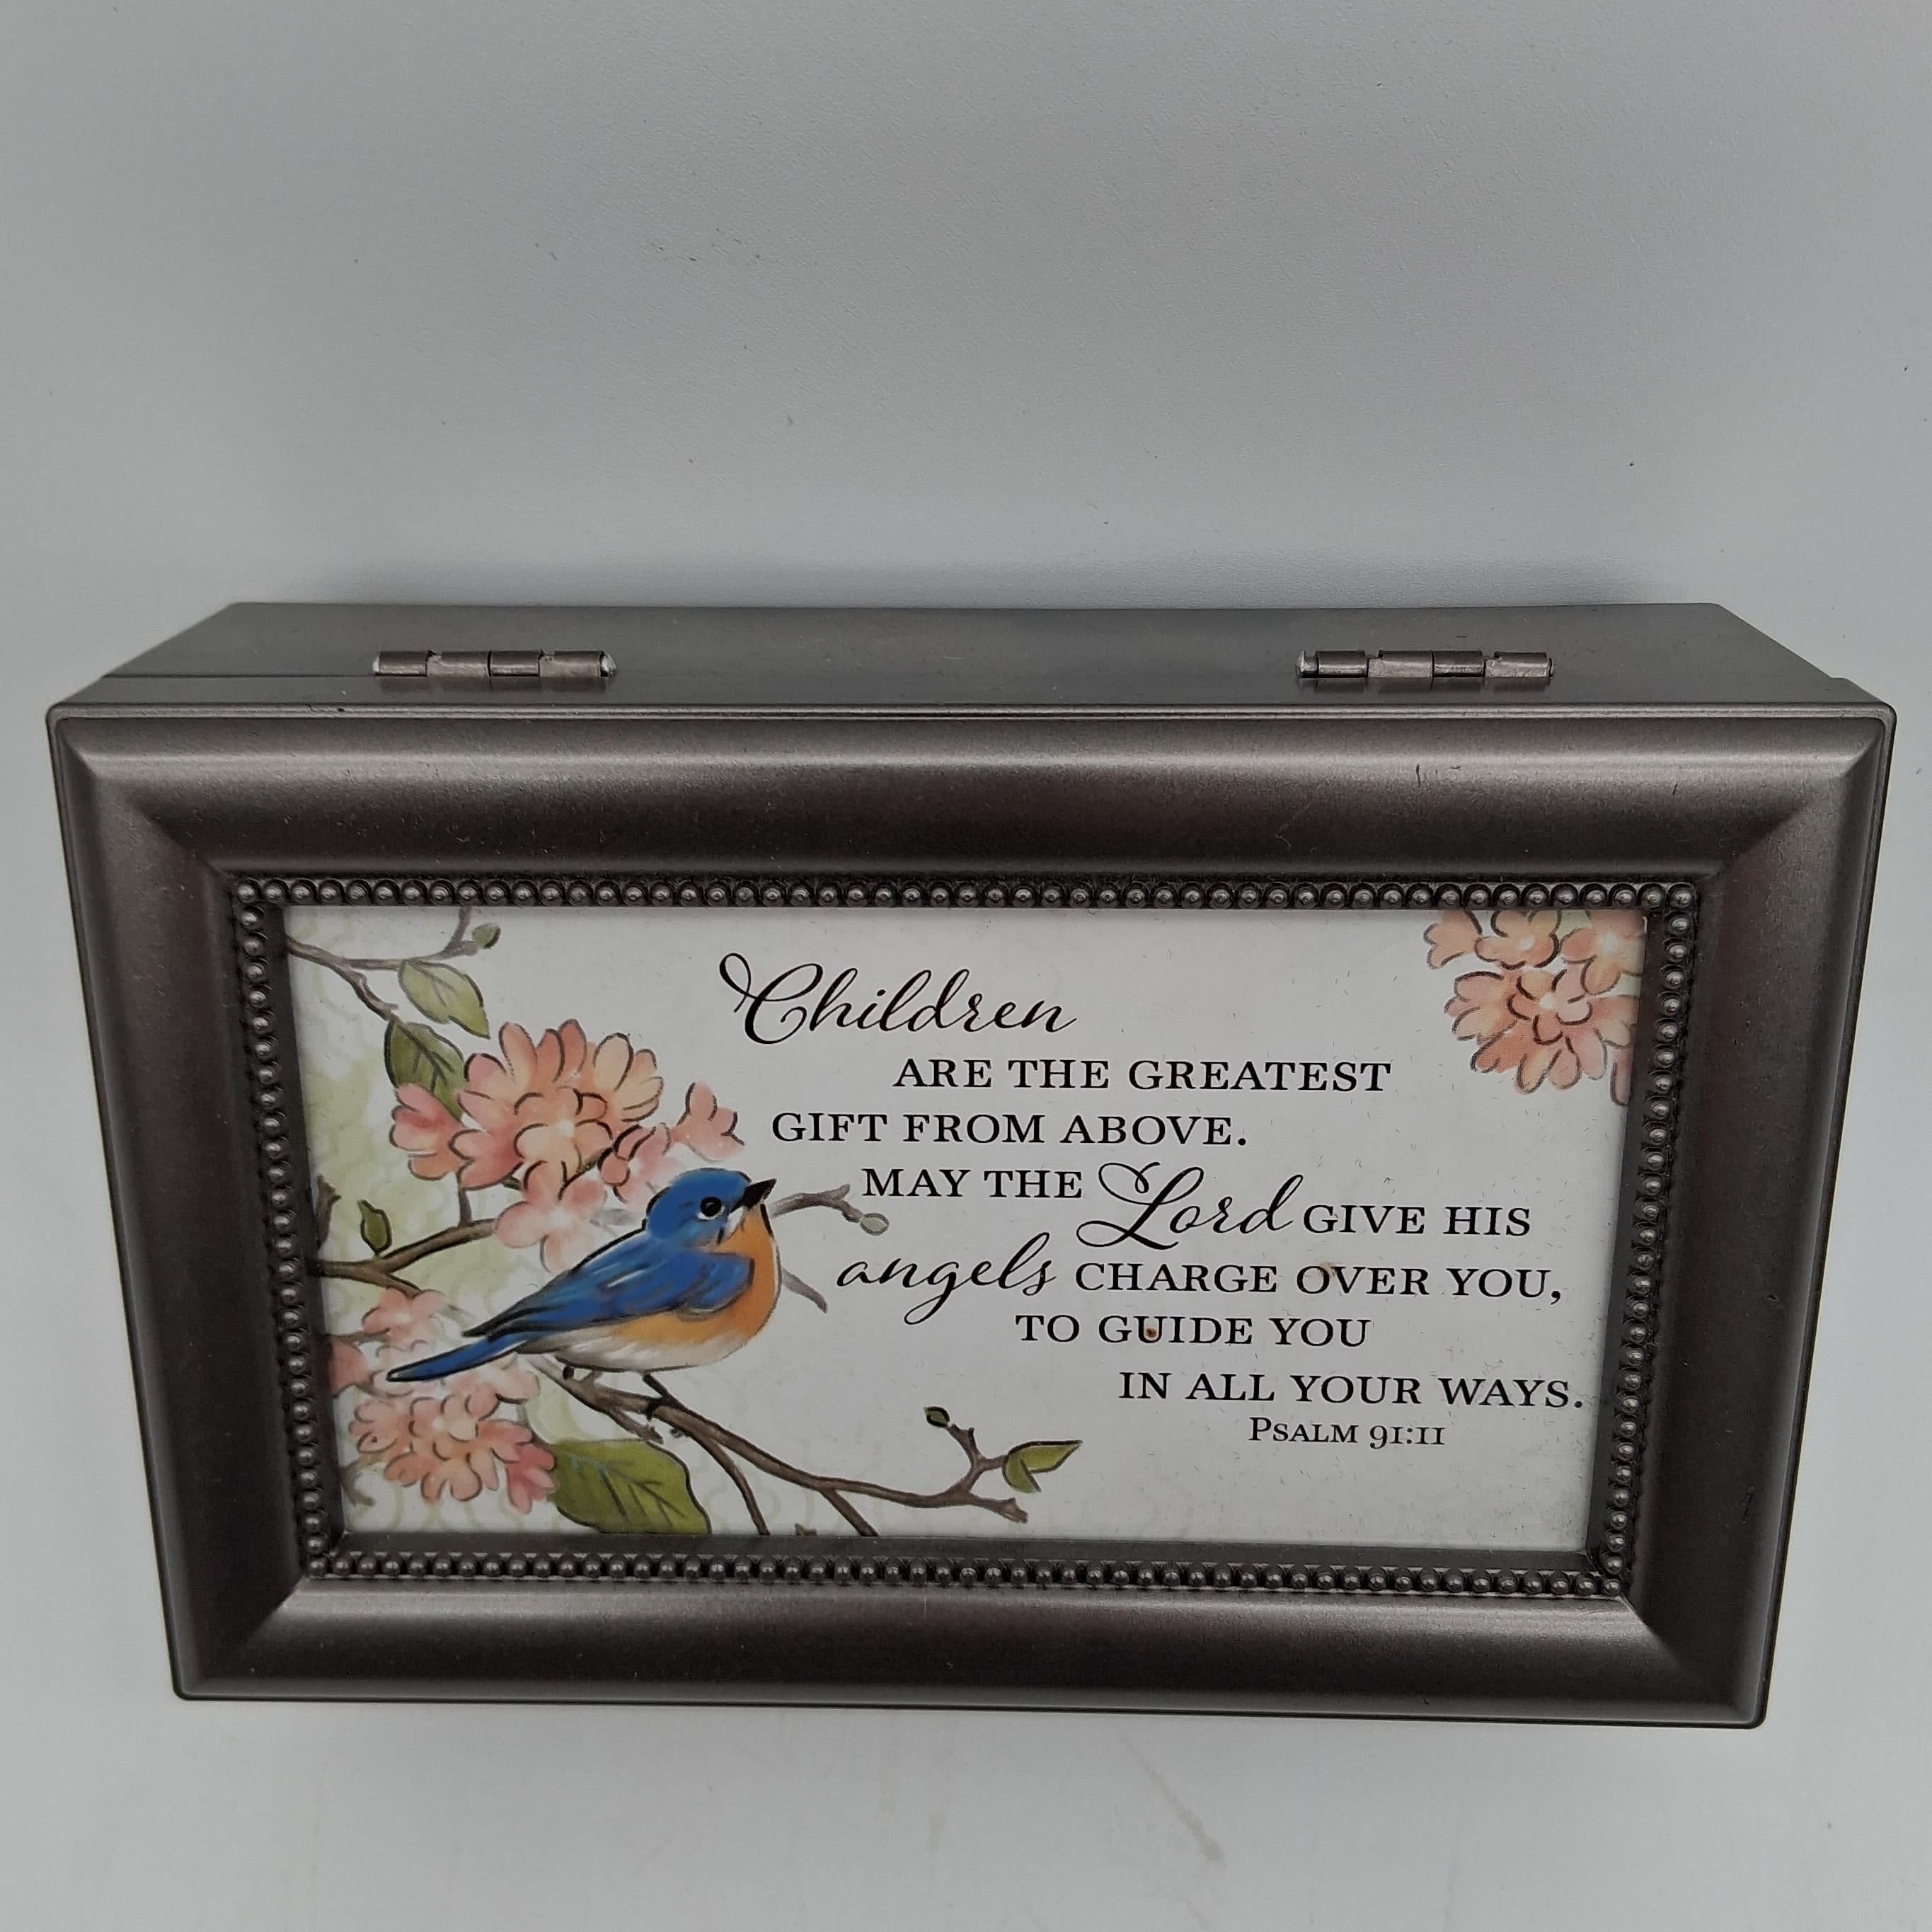 Children
ARE THE GREATEST
GIFT FROM ABOVE.
MAY THE Lord GIVE HIS
angels CHARGE OVER YOU,
TO GUIDE YOU
IN ALL YOUR WAYS.
PSALM 91:11